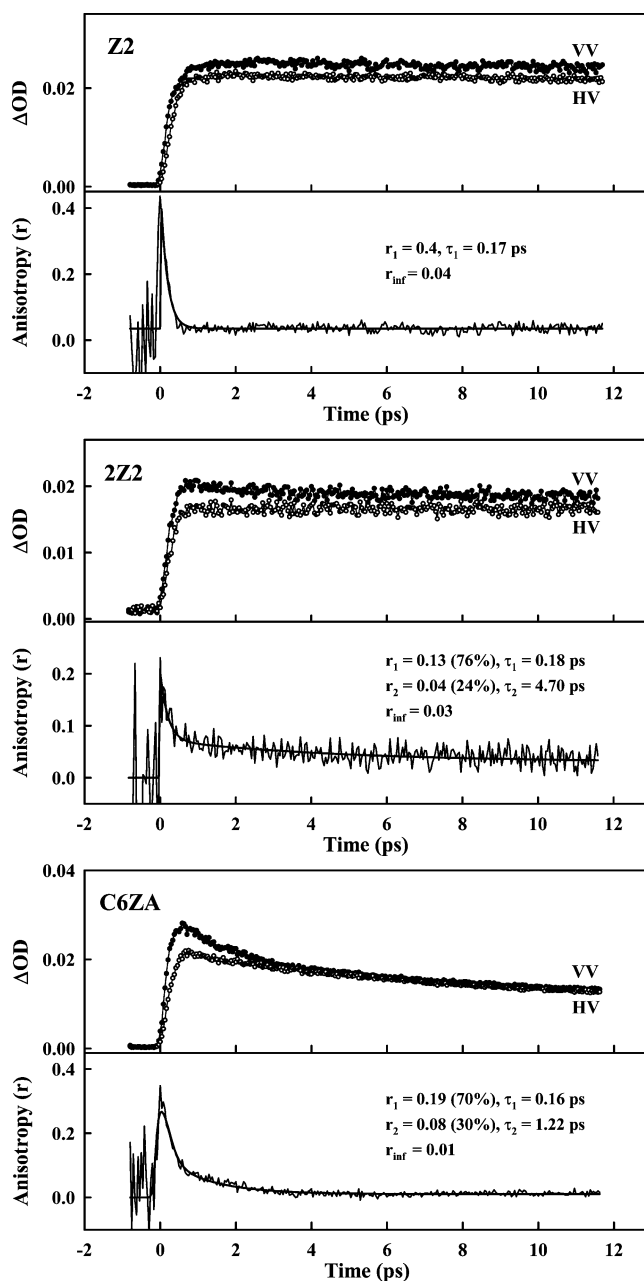 Z2
VV
HV
ΔOD
0.02
0.00
Anisotropy (r)
0.4
0.2
0.0
r1 = 0.4, τ1 = 0.17 ps
rinf = 0.04
-2 0 2 4 6 8 10 12
Time (ps)
2Z2
VV
HV
ΔOD
0.02
0.01
0.00
Anisotropy (r)
0.2
0.1
0.0
r1 = 0.13 (76%), τ1 = 0.18 ps
r2 = 0.04 (24%), τ2 = 4.70 ps
rinf = 0.03
-2 0 2 4 6 8 10 12
Time (ps)
C6ZA
VV
HV
ΔOD
0.04
0.02
0.00
Anisotropy (r)
0.4
0.2
0.0
r1 = 0.19 (70%), τ1 = 0.16 ps
r2 = 0.08 (30%), τ2 = 1.22 ps
rinf = 0.01
-2 0 2 4 6 8 10 12
Time (ps)